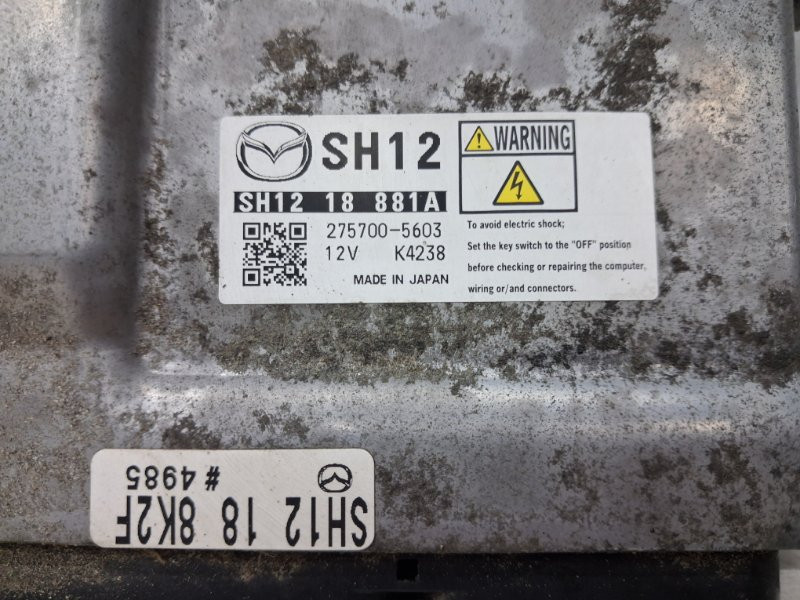 SH12
SH12 18 881A
275700-5603
12V K4238
MADE IN JAPAN
WARNING
To avoid electric shock;
Set the key switch to the "OFF" position
before checking or repairing the computer,
wiring or/and connectors.
SH12 18 8K2F
# 4985